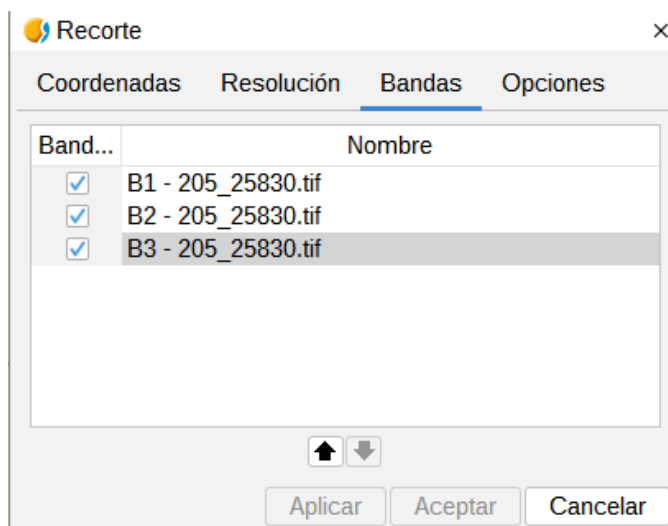 Recorte
Coordenadas Resolución Bandas Opciones
Band... Nombre
B1 - 205_25830.tif
B2 - 205_25830.tif
B3 - 205_25830.tif
Aplicar Aceptar Cancelar